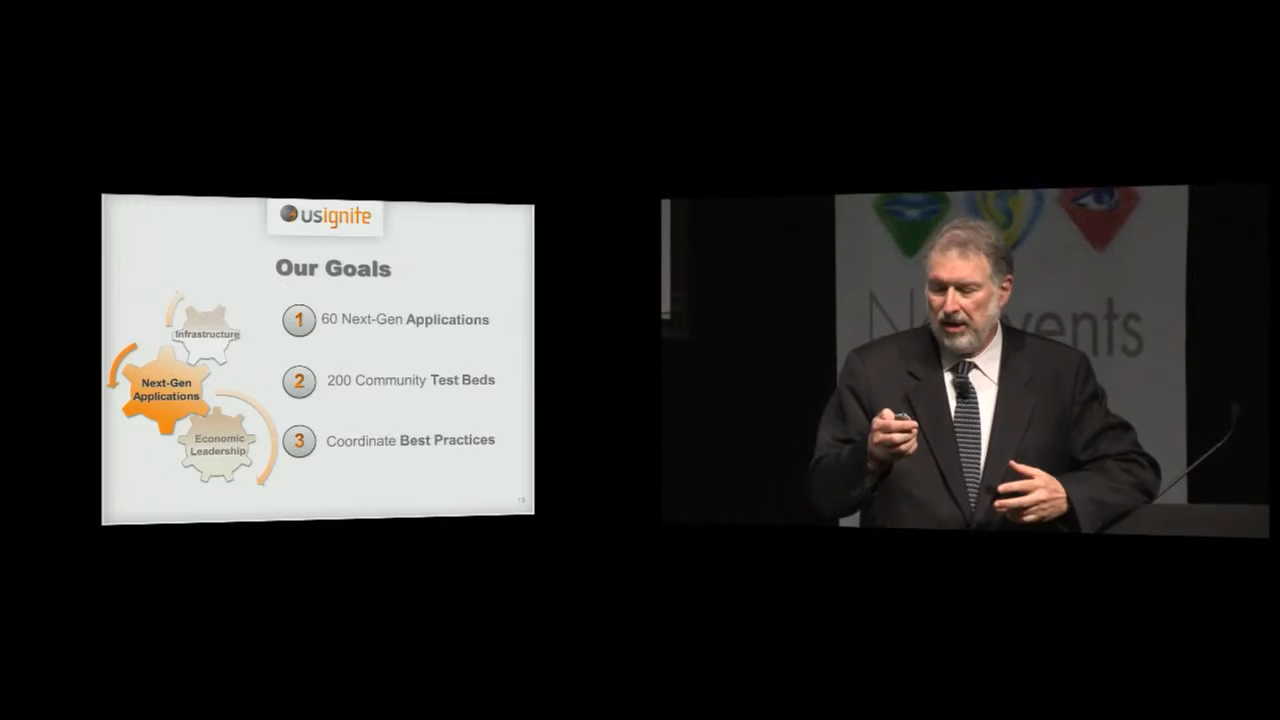 usignite
Our Goals
1 60 Next-Gen Applications
2 200 Community Test Beds
3 Coordinate Best Practices
Infrastructure
Next-Gen
Applications
Economic
Leadership